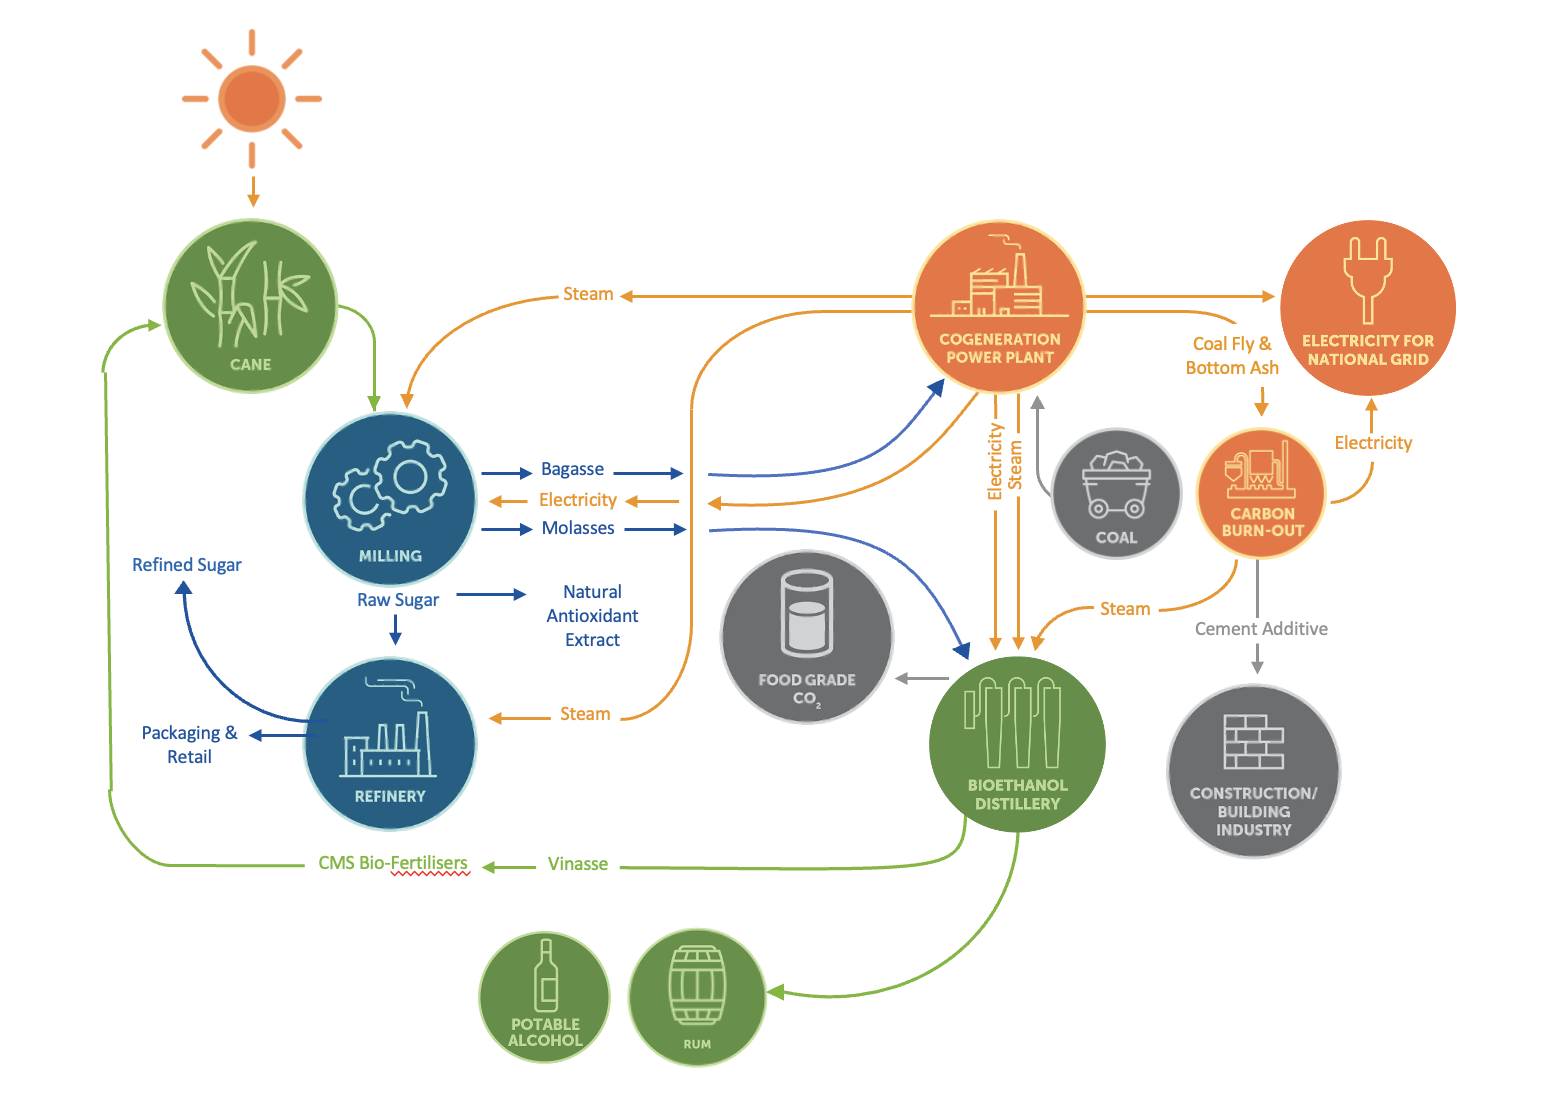 CANE
Steam
COGENERATION
POWER PLANT
Coal Fly &
Bottom Ash
ELECTRICITY FOR
NATIONAL GRID
Electricity
MILLING
Bagasse
Electricity
Molasses
Electricity
Steam
COAL
CARBON
BURN-OUT
Refined Sugar
Raw Sugar
Natural
Antioxidant
Extract
Steam
Cement Additive
FOOD GRADE
CO₂
Packaging &
Retail
REFINERY
Steam
BIOETHANOL
DISTILLERY
CONSTRUCTION/
BUILDING
INDUSTRY
CMS Bio-Fertilisers
Vinasse
POTABLE
ALCOHOL
RUM